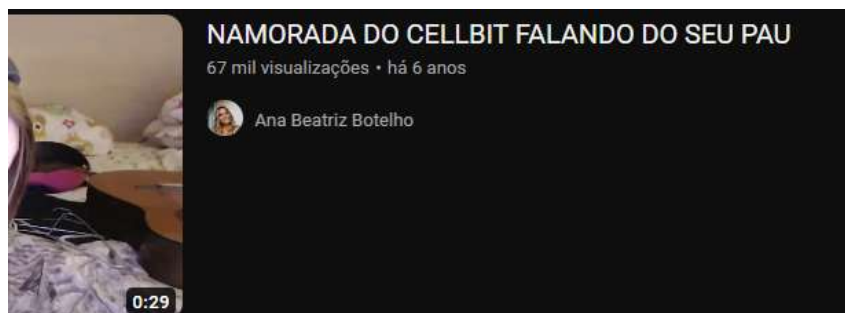 NAMORADA DO CELLBIT FALANDO DO SEU PAU
67 mil visualizações • há 6 anos
Ana Beatriz Botelho
0:29